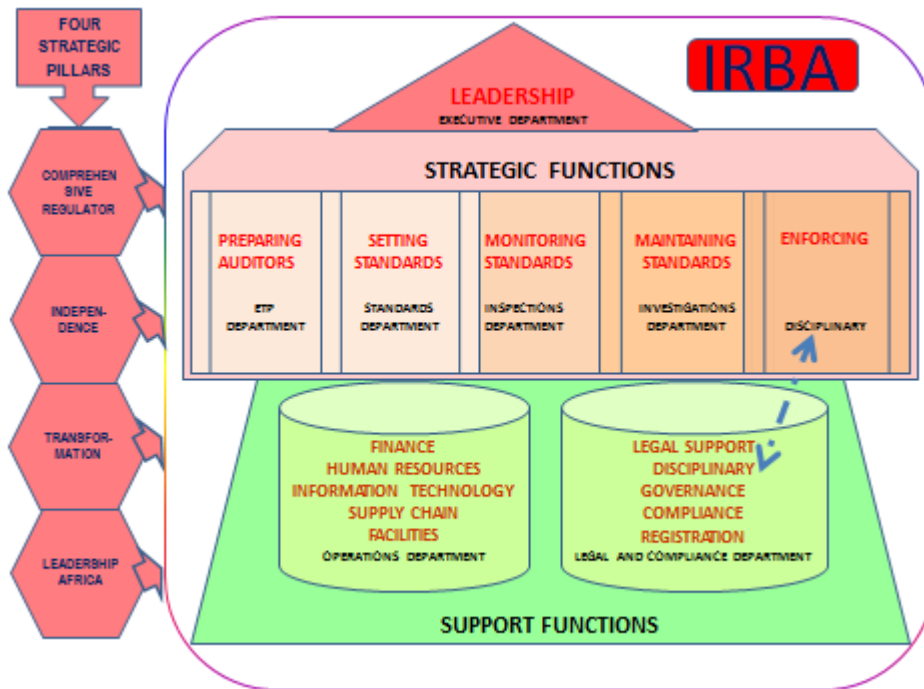 FOUR
STRATEGIC
PILLARS
COMPREHEN
SIVE
REGULATOR
INDEPEN-
DENCE
TRANSFOR-
MATION
LEADERSHIP
AFRICA
IRBA
LEADERSHIP
EXECUTIVE DEPARTMENT
STRATEGIC FUNCTIONS
PREPARING
AUDITORS
ETP
DEPARTMENT
SETTING
STANDARDS
STANDARDS
DEPARTMENT
MONITORING
STANDARDS
INSPECTIONS
DEPARTMENT
MAINTAINING
STANDARDS
INVESTIGATIONS
DEPARTMENT
ENFORCING
DISCIPLINARY
FINANCE
HUMAN RESOURCES
INFORMATION TECHNOLOGY
SUPPLY CHAIN
FACILITIES
OPERATIONS DEPARTMENT
LEGAL SUPPORT
DISCIPLINARY
GOVERNANCE
COMPLIANCE
REGISTRATION
LEGAL AND COMPLIANCE DEPARTMENT
SUPPORT FUNCTIONS